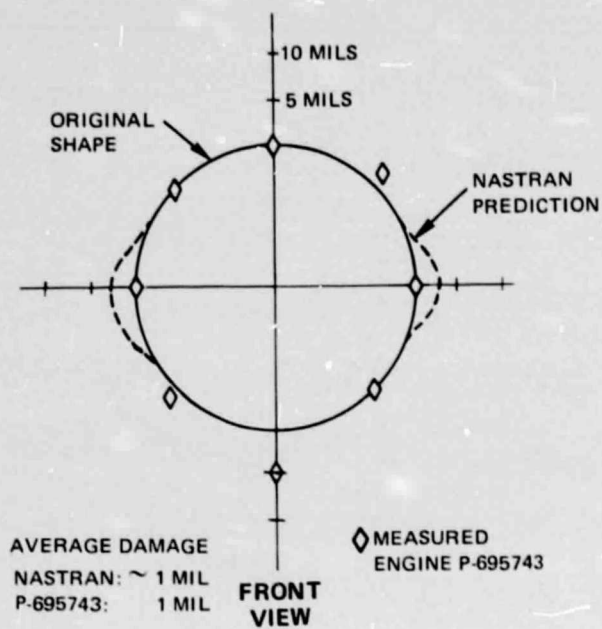 10 MILS
5 MILS
ORIGINAL
SHAPE
NASTRAN
PREDICTION
AVERAGE DAMAGE
NASTRAN: ~ 1 MIL
P-695743: 1 MIL
FRONT
VIEW
MEASURED
ENGINE P-695743